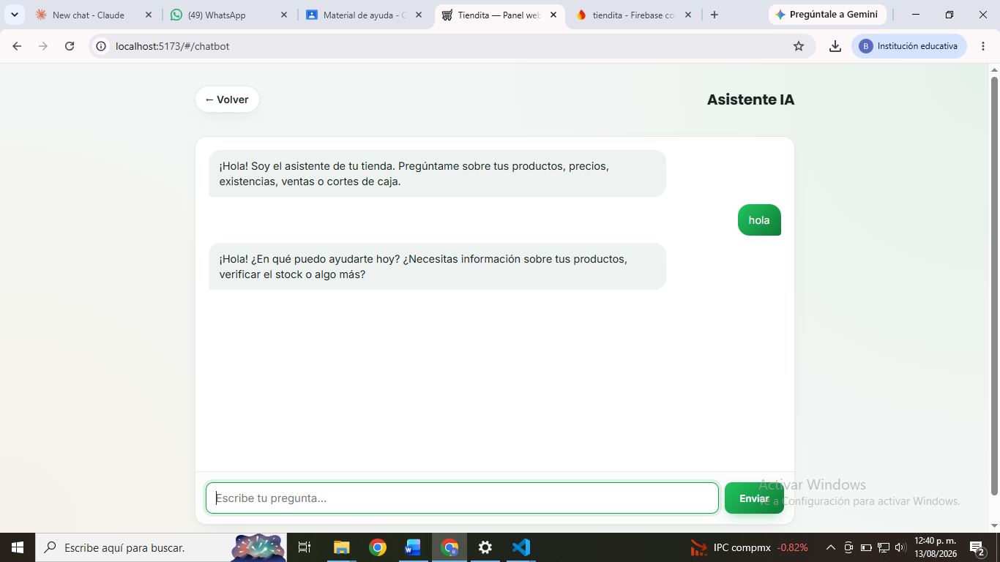 New chat - Claude
(49) WhatsApp
Material de ayuda - C
Tiendita — Panel web
tiendita - Firebase co
Pregúntale a Gemini
localhost:5173/#/chatbot
B
Institución educativa
← Volver
Asistente IA
¡Hola! Soy el asistente de tu tienda. Pregúntame sobre tus productos, precios,
existencias, ventas o cortes de caja.
hola
¡Hola! ¿En qué puedo ayudarte hoy? ¿Necesitas información sobre tus productos,
verificar el stock o algo más?
Escribe tu pregunta...
Enviar
Activar Windows
Ve a Configuración para activar Windows.
Escribe aquí para buscar.
IPC compmx -0.82%
12:40 p. m.
13/08/2026
2